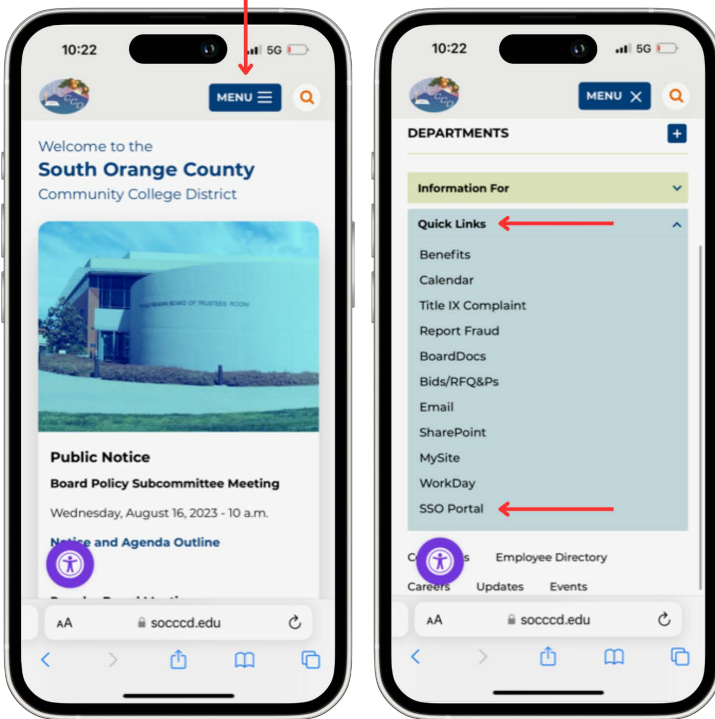 10:22
5G
MENU
Welcome to the
South Orange County
Community College District
Public Notice
Board Policy Subcommittee Meeting
Wednesday, August 16, 2023 - 10 a.m.
Notice and Agenda Outline
AA
socccd.edu
10:22
5G
MENU X
DEPARTMENTS
+
Information For
Quick Links
Benefits
Calendar
Title IX Complaint
Report Fraud
BoardDocs
Bids/RFQ&Ps
Email
SharePoint
MySite
WorkDay
SSO Portal
Employee Directory
Careers Updates Events
AA
socccd.edu